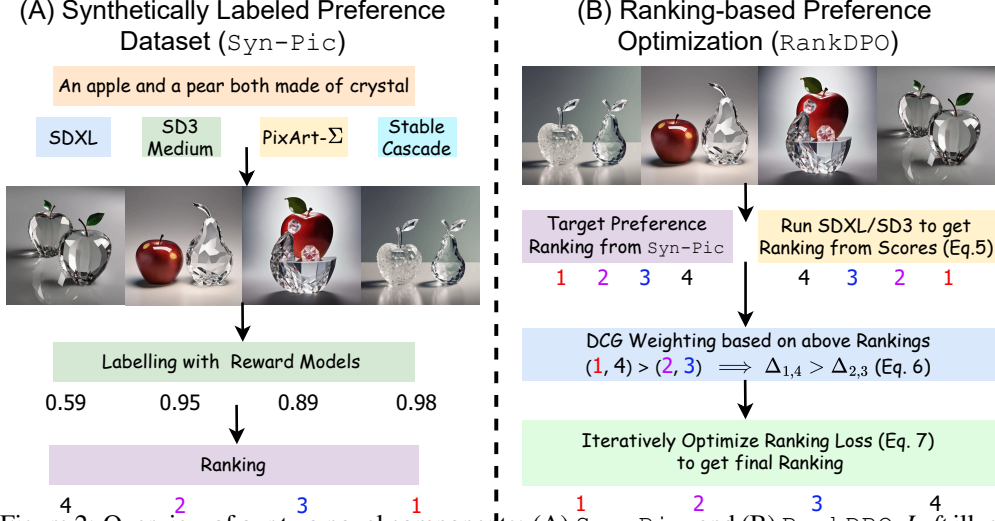 (A) Synthetically Labeled Preference
Dataset (Syn-Pic)
An apple and a pear both made of crystal
SDXL
SD3
Medium
PixArt-Σ
Stable
Cascade
Labelling with Reward Models
0.59 0.95 0.89 0.98
Ranking
4 2 3 1
(B) Ranking-based Preference
Optimization (RankDPO)
Target Preference
Ranking from Syn-Pic
1 2 3 4
Run SDXL/SD3 to get
Ranking from Scores (Eq.5)
4 3 2 1
DCG Weighting based on above Rankings
(1, 4) > (2, 3) ⟹ Δ1,4 > Δ2,3 (Eq. 6)
Iteratively Optimize Ranking Loss (Eq. 7)
to get final Ranking
1 2 3 4